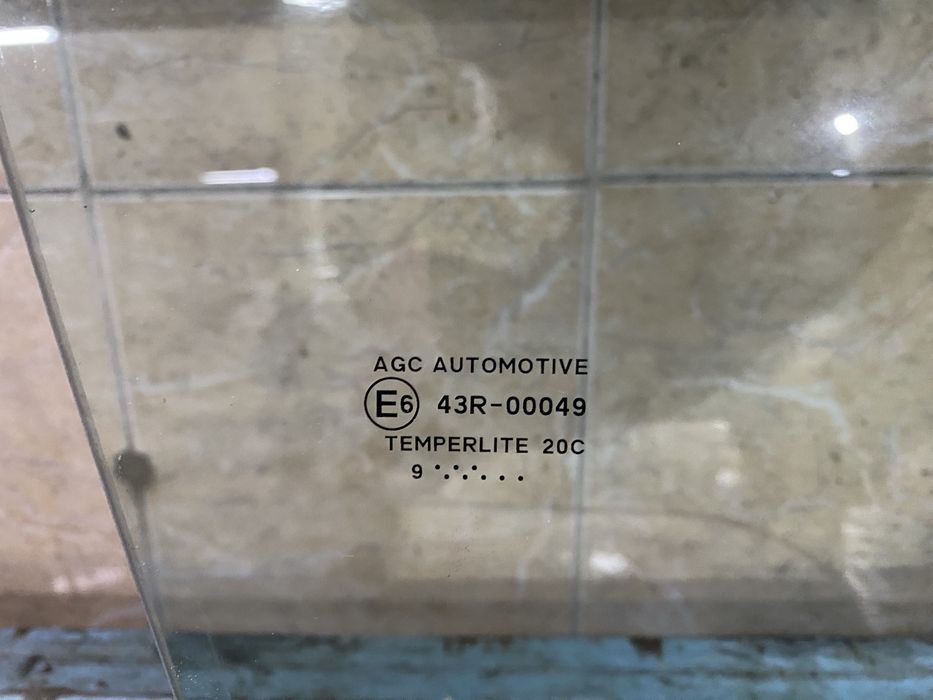 AGC AUTOMOTIVE
E6 43R-00049
TEMPERLITE 20C
9 ·.·.·.···